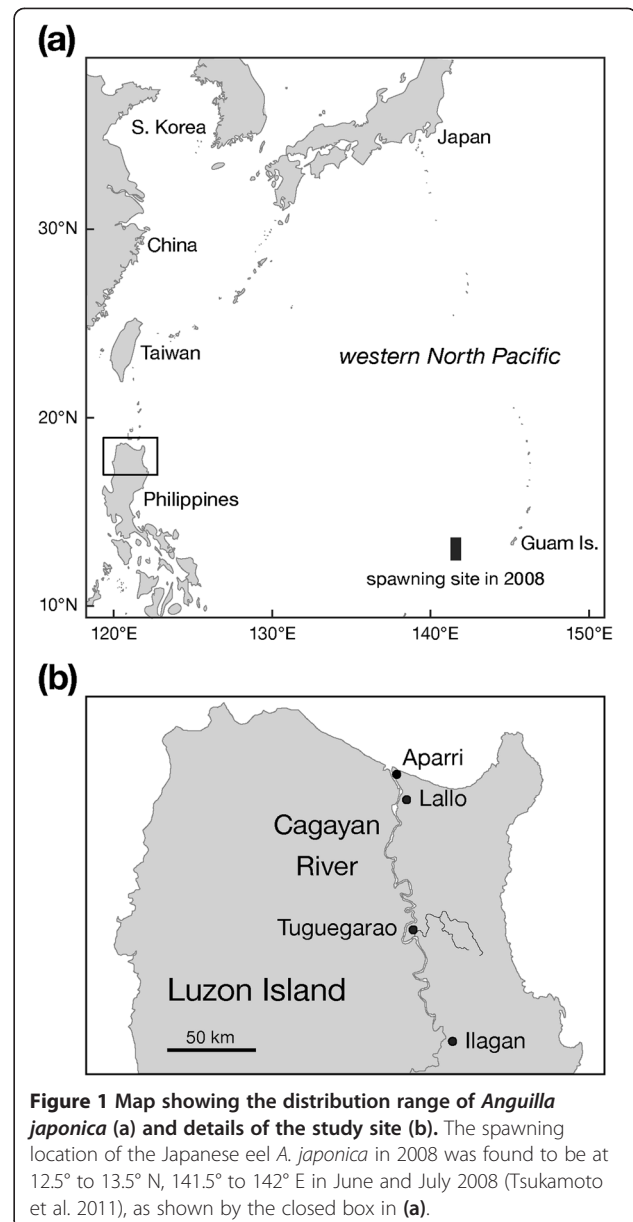 (a)
S. Korea
Japan
30°N
China
Taiwan
western North Pacific
20°N
Philippines
Guam Is.
spawning site in 2008
10°N
120°E 130°E 140°E 150°E
(b)
Aparri
Lallo
Cagayan
River
Tuguegarao
Luzon Island
50 km
Ilagan
Figure 1 Map showing the distribution range of Anguilla
japonica (a) and details of the study site (b). The spawning
location of the Japanese eel A. japonica in 2008 was found to be at
12.5° to 13.5° N, 141.5° to 142° E in June and July 2008 (Tsukamoto
et al. 2011), as shown by the closed box in (a).